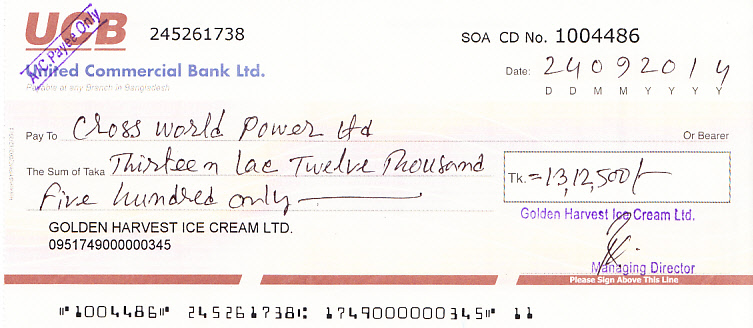 UCB
245261738
SOA CD No. 1004486
A/C Payee Only
United Commercial Bank Ltd.
Payable at any Branch in Bangladesh
Date: 24092014
D D M M Y Y Y Y
Pay To Cross World Power Ltd Or Bearer
The Sum of Taka Thirteen lac Twelve Thousand
five hundred only
Tk. =13,12,500/-
GOLDEN HARVEST ICE CREAM LTD.
0951749000000345
Golden Harvest Ice Cream Ltd.
Managing Director
Please Sign Above This Line
⑈1004486⑈ 245261738⑆ 1749000000345⑈ 11